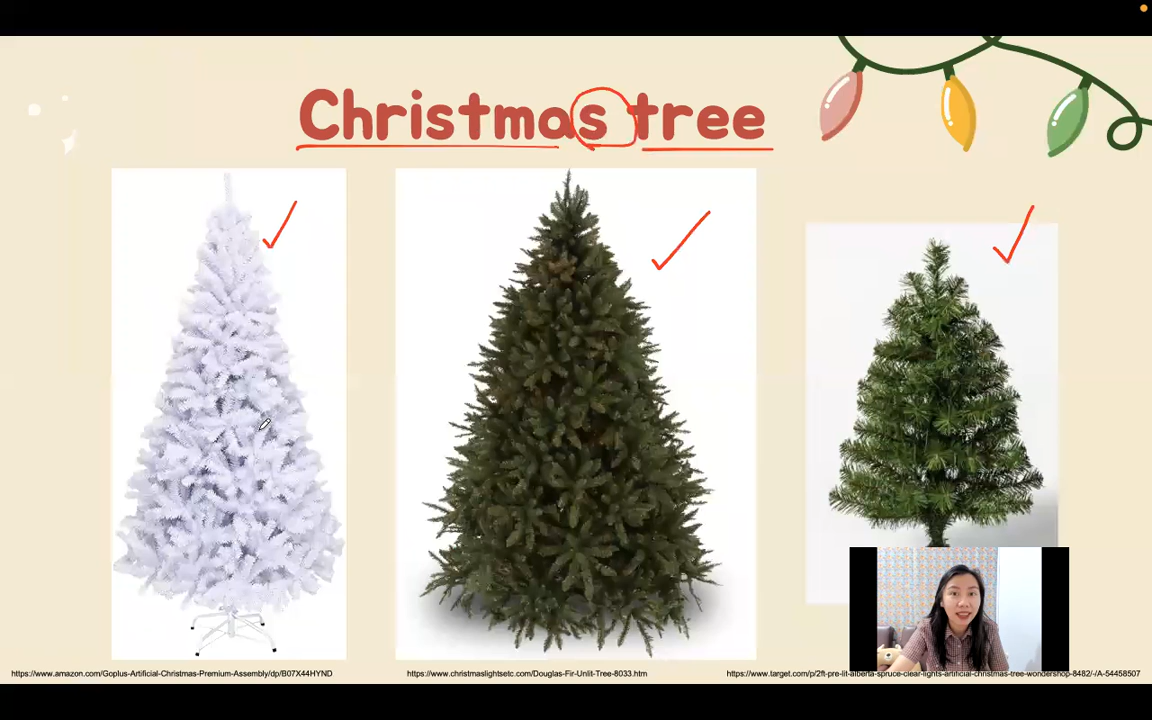 Christmas tree
https://www.amazon.com/Goplus-Artificial-Christmas-Premium-Assembly/dp/B07X44HYND
https://www.christmaslightsetc.com/Douglas-Fir-Unlit-Tree-8033.htm
https://www.target.com/p/2ft-pre-lit-alberta-spruce-clear-lights-artificial-christmas-tree-wondershop-8482/-/A-54458507